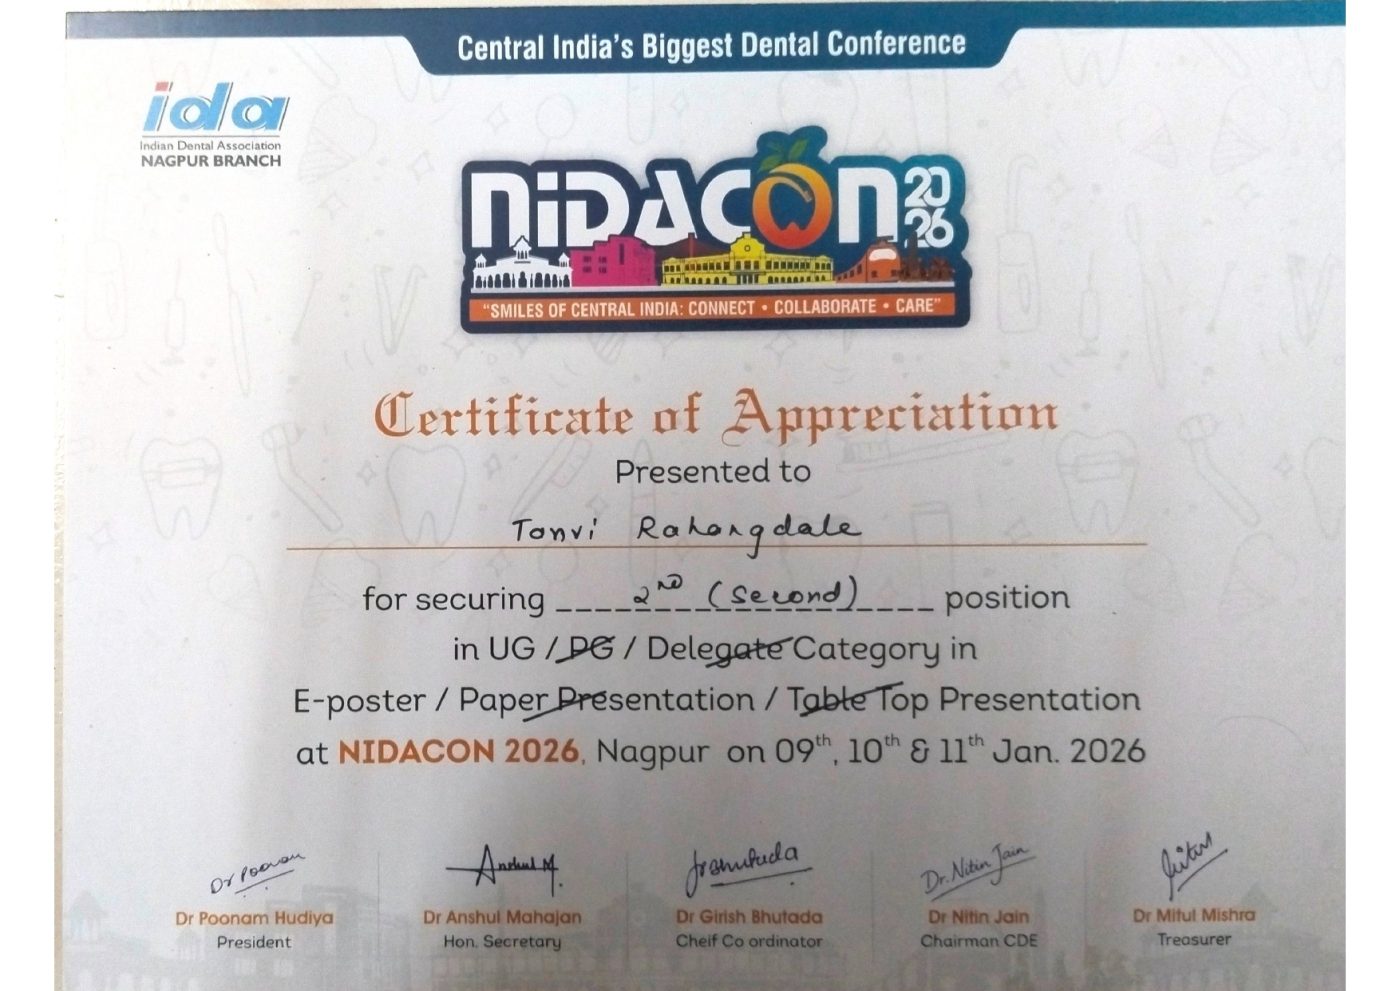 Central India's Biggest Dental Conference
ida
Indian Dental Association
NAGPUR BRANCH
NIDACON 2026
"SMILES OF CENTRAL INDIA: CONNECT • COLLABORATE • CARE"
Certificate of Appreciation
Presented to
Tanvi Rahangdale
for securing 2nd (Second) position
in UG / PG / Delegate Category in
E-poster / Paper Presentation / Table Top Presentation
at NIDACON 2026, Nagpur on 09th, 10th & 11th Jan. 2026
Dr Poonam Anshul M. Dr. Nitin Jain
Dr Poonam Hudiya Dr Anshul Mahajan Dr Girish Bhutada Dr Nitin Jain Dr Mitul Mishra
President Hon. Secretary Cheif Co ordinator Chairman CDE Treasurer